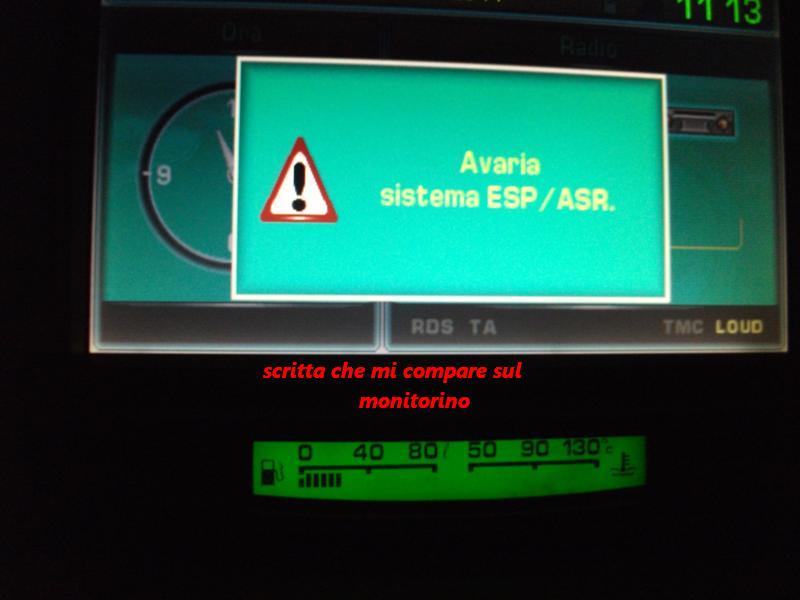 11 13
Ora
Radio
9
Avaria
sistema ESP/ASR.
RDS TA
TMC LOUD
scritta che mi compare sul
monitorino
0 40 80 50 90 130 °C